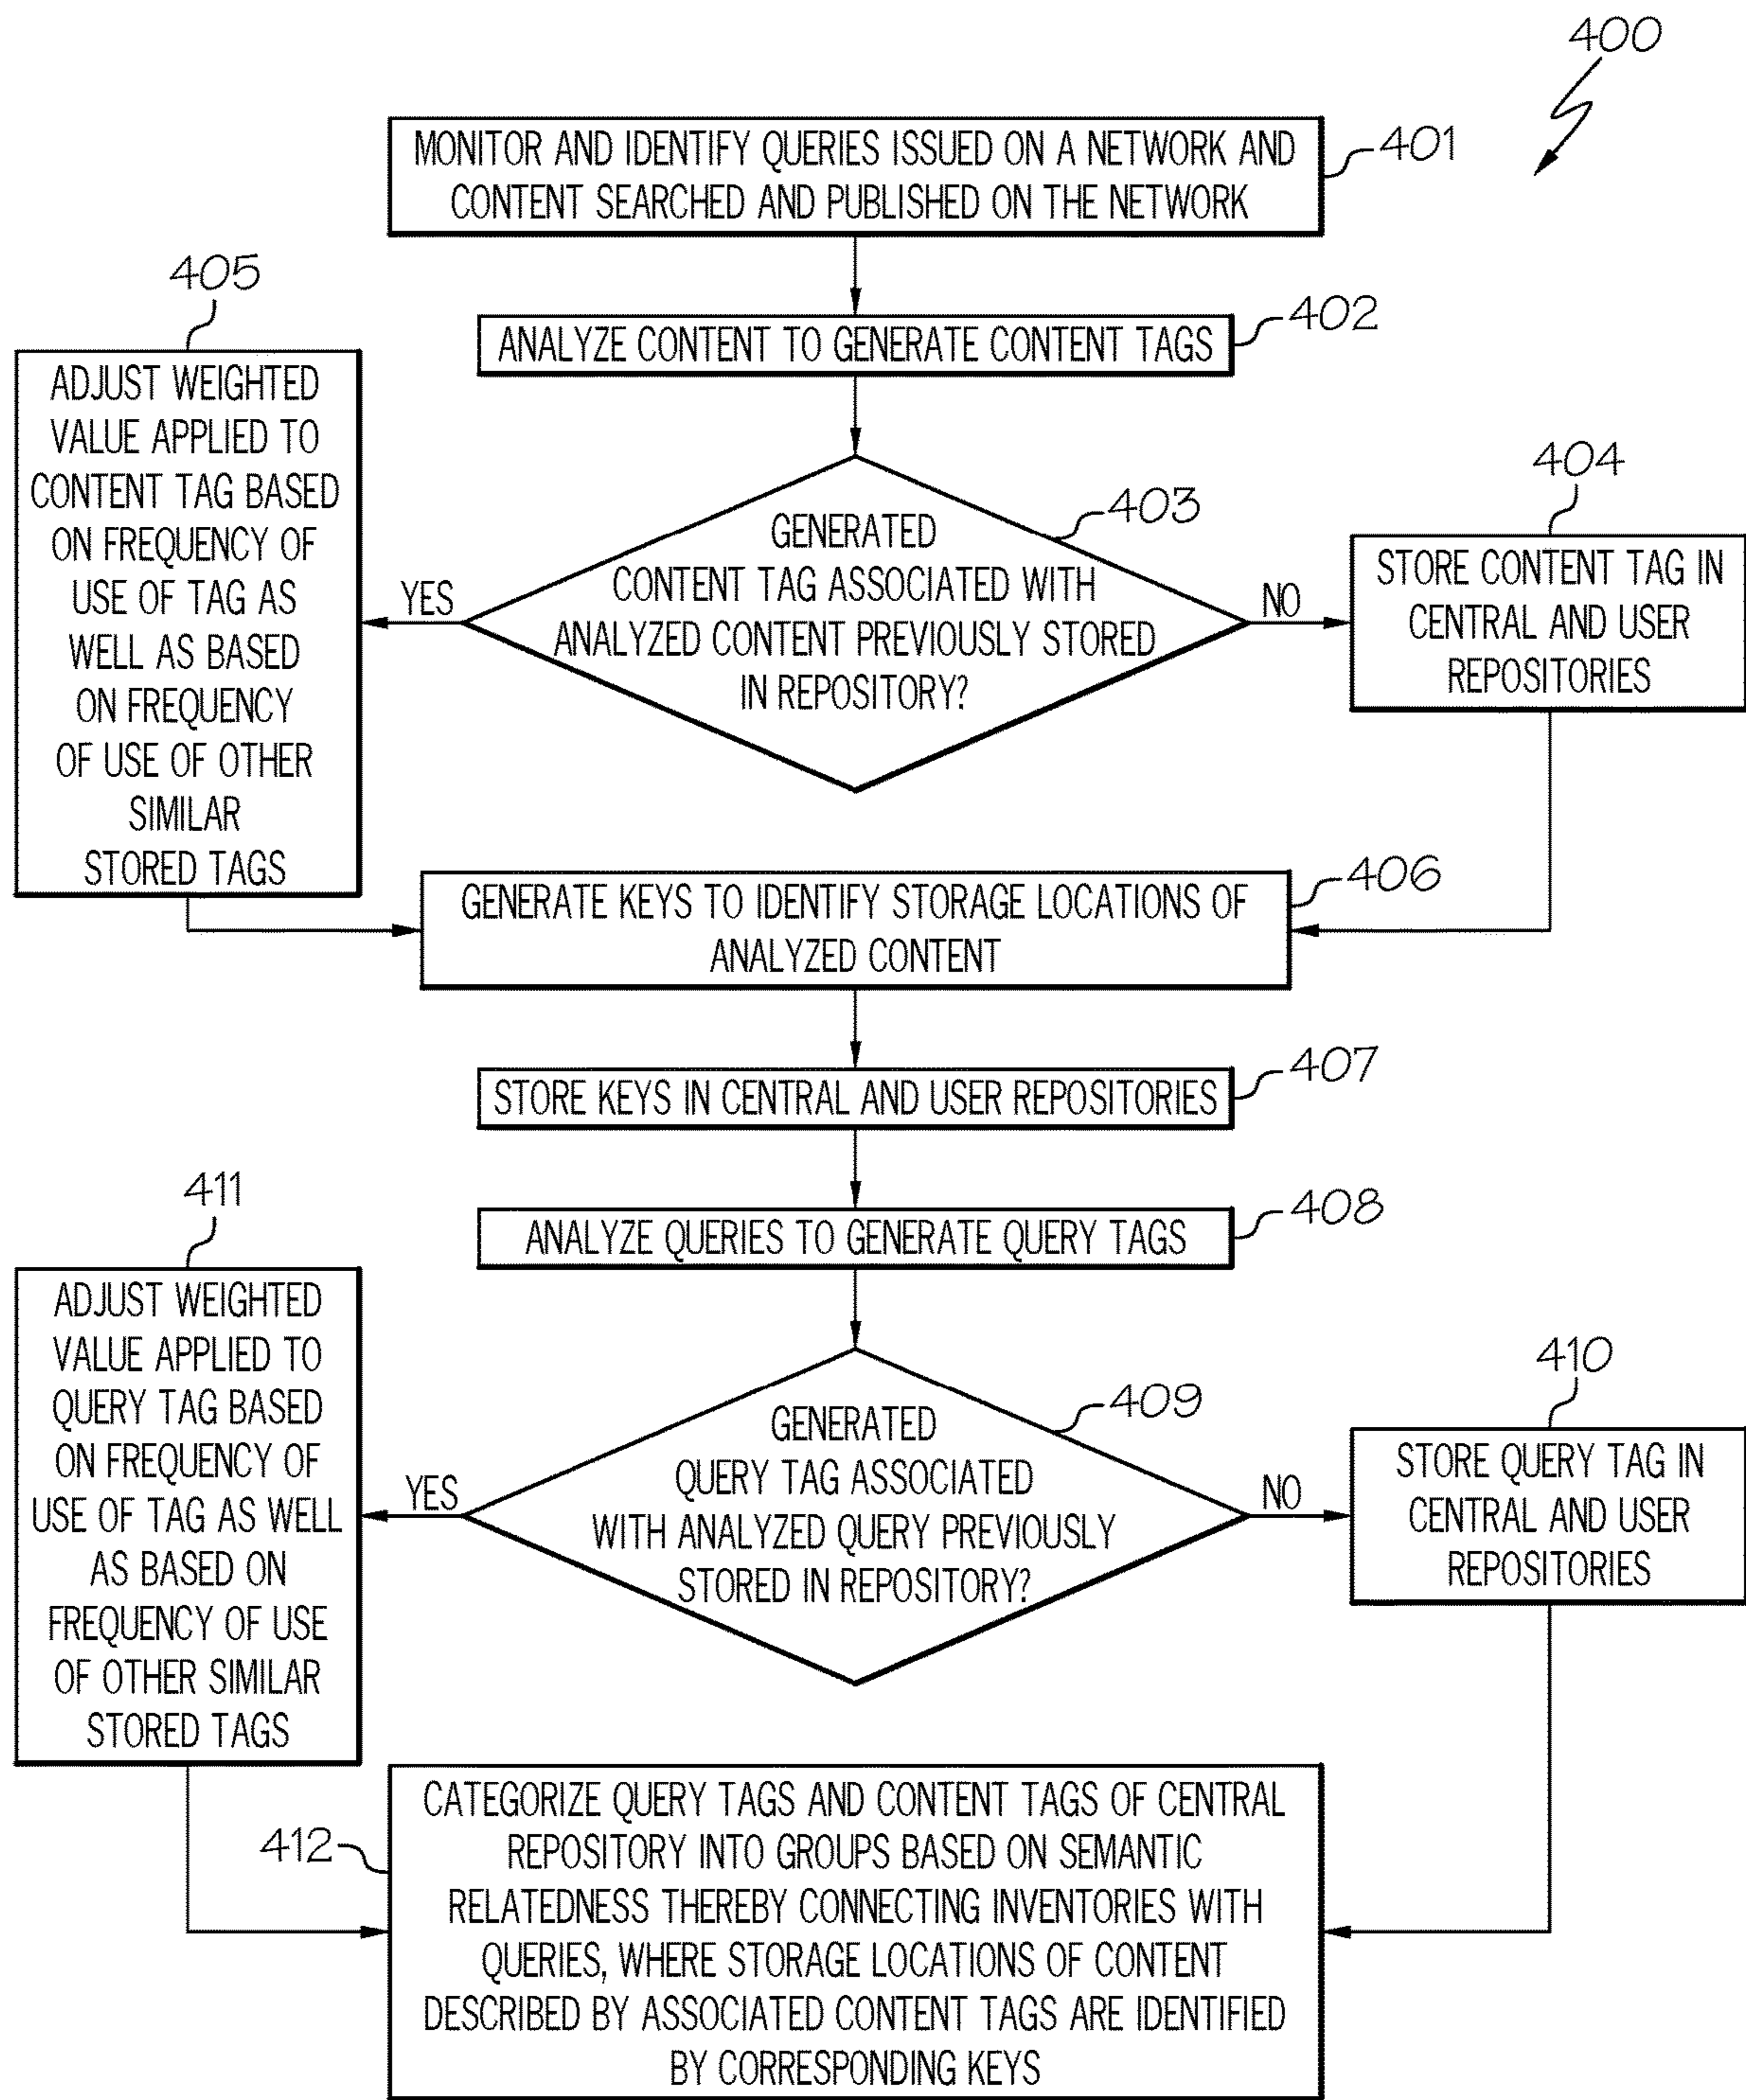 400
MONITOR AND IDENTIFY QUERIES ISSUED ON A NETWORK AND
CONTENT SEARCHED AND PUBLISHED ON THE NETWORK
401
ANALYZE CONTENT TO GENERATE CONTENT TAGS
402
GENERATED
CONTENT TAG ASSOCIATED WITH
ANALYZED CONTENT PREVIOUSLY STORED
IN REPOSITORY?
403
YES
NO
405
ADJUST WEIGHTED
VALUE APPLIED TO
CONTENT TAG BASED
ON FREQUENCY OF
USE OF TAG AS
WELL AS BASED
ON FREQUENCY
OF USE OF OTHER
SIMILAR
STORED TAGS
404
STORE CONTENT TAG IN
CENTRAL AND USER
REPOSITORIES
GENERATE KEYS TO IDENTIFY STORAGE LOCATIONS OF
ANALYZED CONTENT
406
STORE KEYS IN CENTRAL AND USER REPOSITORIES
407
ANALYZE QUERIES TO GENERATE QUERY TAGS
408
GENERATED
QUERY TAG ASSOCIATED
WITH ANALYZED QUERY PREVIOUSLY
STORED IN REPOSITORY?
409
YES
NO
411
ADJUST WEIGHTED
VALUE APPLIED TO
QUERY TAG BASED
ON FREQUENCY OF
USE OF TAG AS WELL
AS BASED ON
FREQUENCY OF USE
OF OTHER SIMILAR
STORED TAGS
410
STORE QUERY TAG IN
CENTRAL AND USER
REPOSITORIES
412
CATEGORIZE QUERY TAGS AND CONTENT TAGS OF CENTRAL
REPOSITORY INTO GROUPS BASED ON SEMANTIC
RELATEDNESS THEREBY CONNECTING INVENTORIES WITH
QUERIES, WHERE STORAGE LOCATIONS OF CONTENT
DESCRIBED BY ASSOCIATED CONTENT TAGS ARE IDENTIFIED
BY CORRESPONDING KEYS